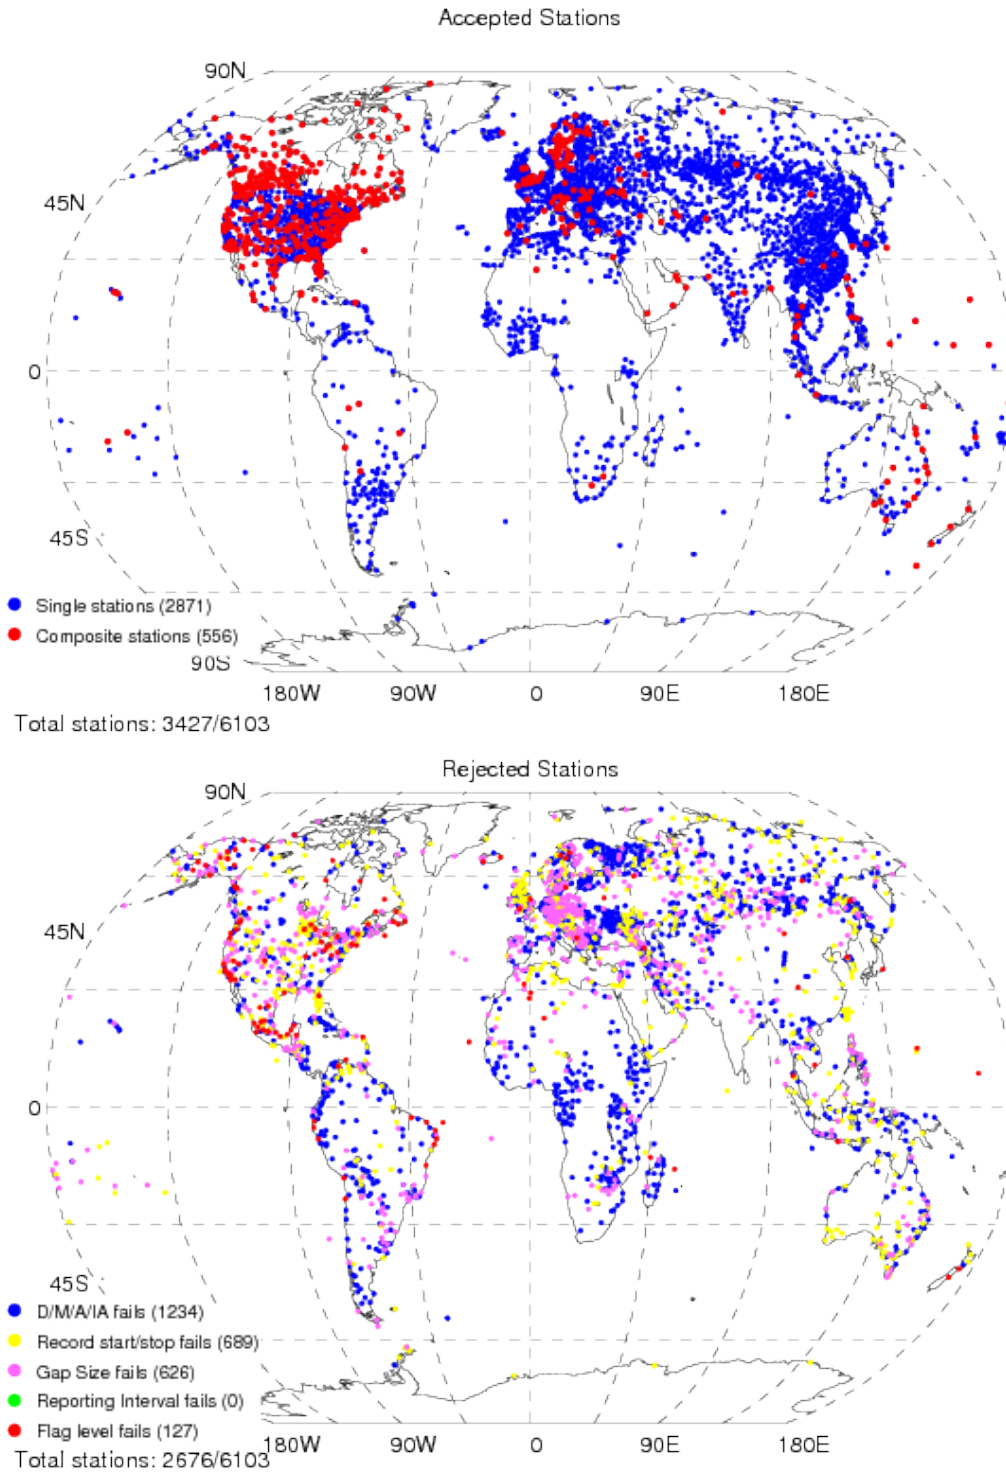 Accepted Stations
90N
45N
0
45S
Single stations (2871)
Composite stations (556)
90S
180W 90W 0 90E 180E
Total stations: 3427/6103
Rejected Stations
90N
45N
0
45S
D/M/A/IA fails (1234)
Record start/stop fails (689)
Gap Size fails (626)
Reporting Interval fails (0)
Flag level fails (127)
180W 90W 0 90E 180E
Total stations: 2676/6103